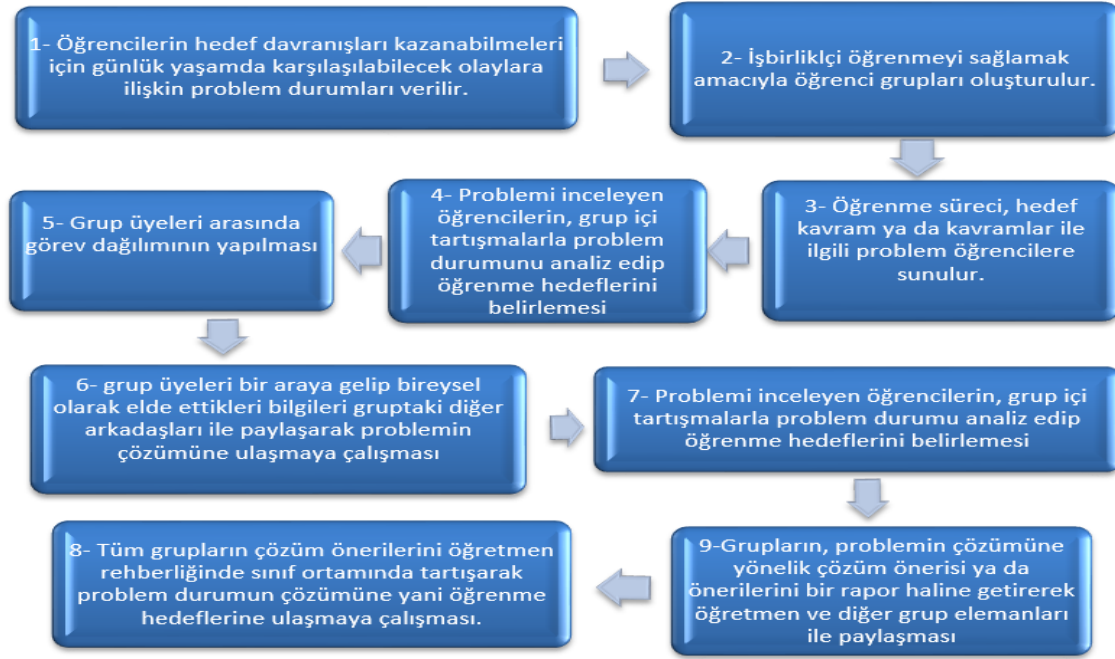 1- Öğrencilerin hedef davranışları kazanabilmeleri
için günlük yaşamda karşılaşılabilecek olaylara
ilişkin problem durumları verilir.
2- İşbirliklçi öğrenmeyi sağlamak
amacıyla öğrenci grupları oluşturulur.
3- Öğrenme süreci, hedef
kavram ya da kavramlar ile
ilgili problem öğrencilere
sunulur.
4- Problemi inceleyen
öğrencilerin, grup içi
tartışmalarla problem
durumunu analiz edip
öğrenme hedeflerini
belirlemesi
5- Grup üyeleri arasında
görev dağılımının yapılması
6- grup üyeleri bir araya gelip bireysel
olarak elde ettikleri bilgileri gruptaki diğer
arkadaşları ile paylaşarak problemin
çözümüne ulaşmaya çalışması
7- Problemi inceleyen öğrencilerin, grup içi
tartışmalarla problem durumu analiz edip
öğrenme hedeflerini belirlemesi
9-Grupların, problemin çözümüne
yönelik çözüm önerisi ya da
önerilerini bir rapor haline getirerek
öğretmen ve diğer grup elemanları
ile paylaşması
8- Tüm grupların çözüm önerilerini öğretmen
rehberliğinde sınıf ortamında tartışarak
problem durumun çözümüne yani öğrenme
hedeflerine ulaşmaya çalışması.